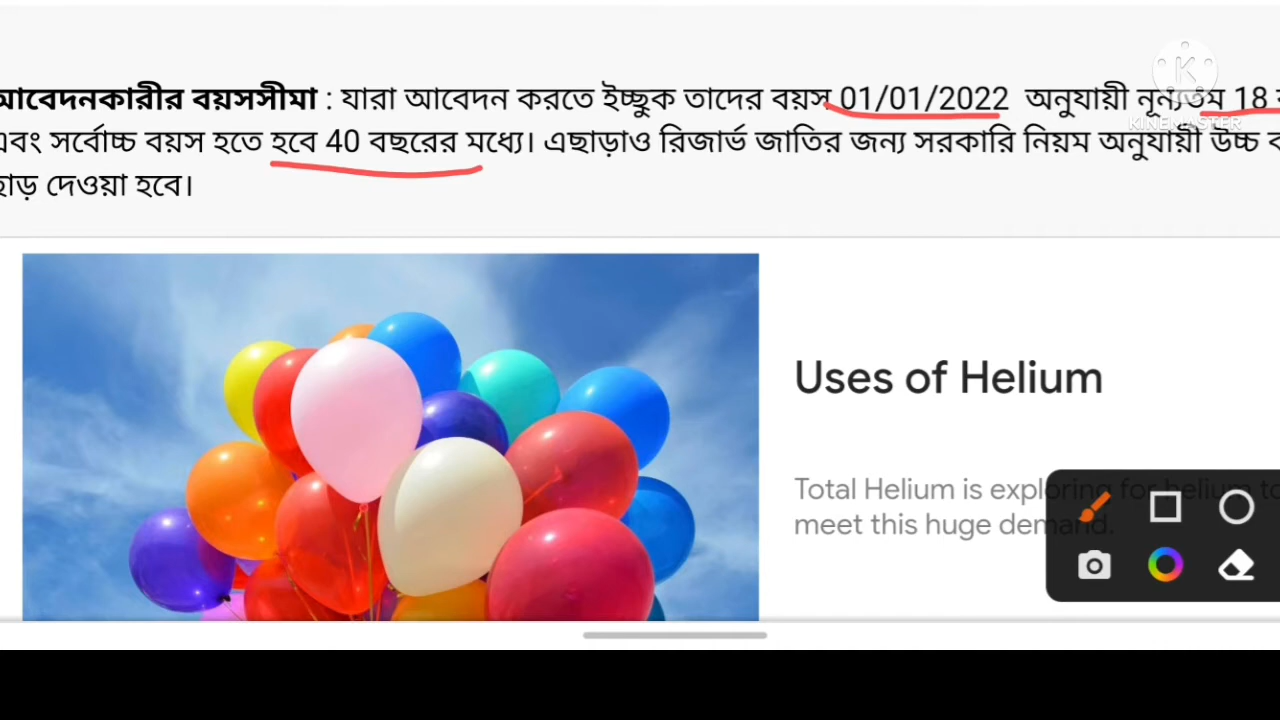 আবেদনকারীর বয়সসীমা : যারা আবেদন করতে ইচ্ছুক তাদের বয়স 01/01/2022 অনুযায়ী নূন্যতম 18
এবং সর্বোচ্চ বয়স হতে হবে 40 বছরের মধ্যে। এছাড়াও রিজার্ভ জাতির জন্য সরকারি নিয়ম অনুযায়ী উচ্চ
ছাড় দেওয়া হবে।
K
KINEMASTER
Uses of Helium
Total Helium is exploring for helium to
meet this huge demand.